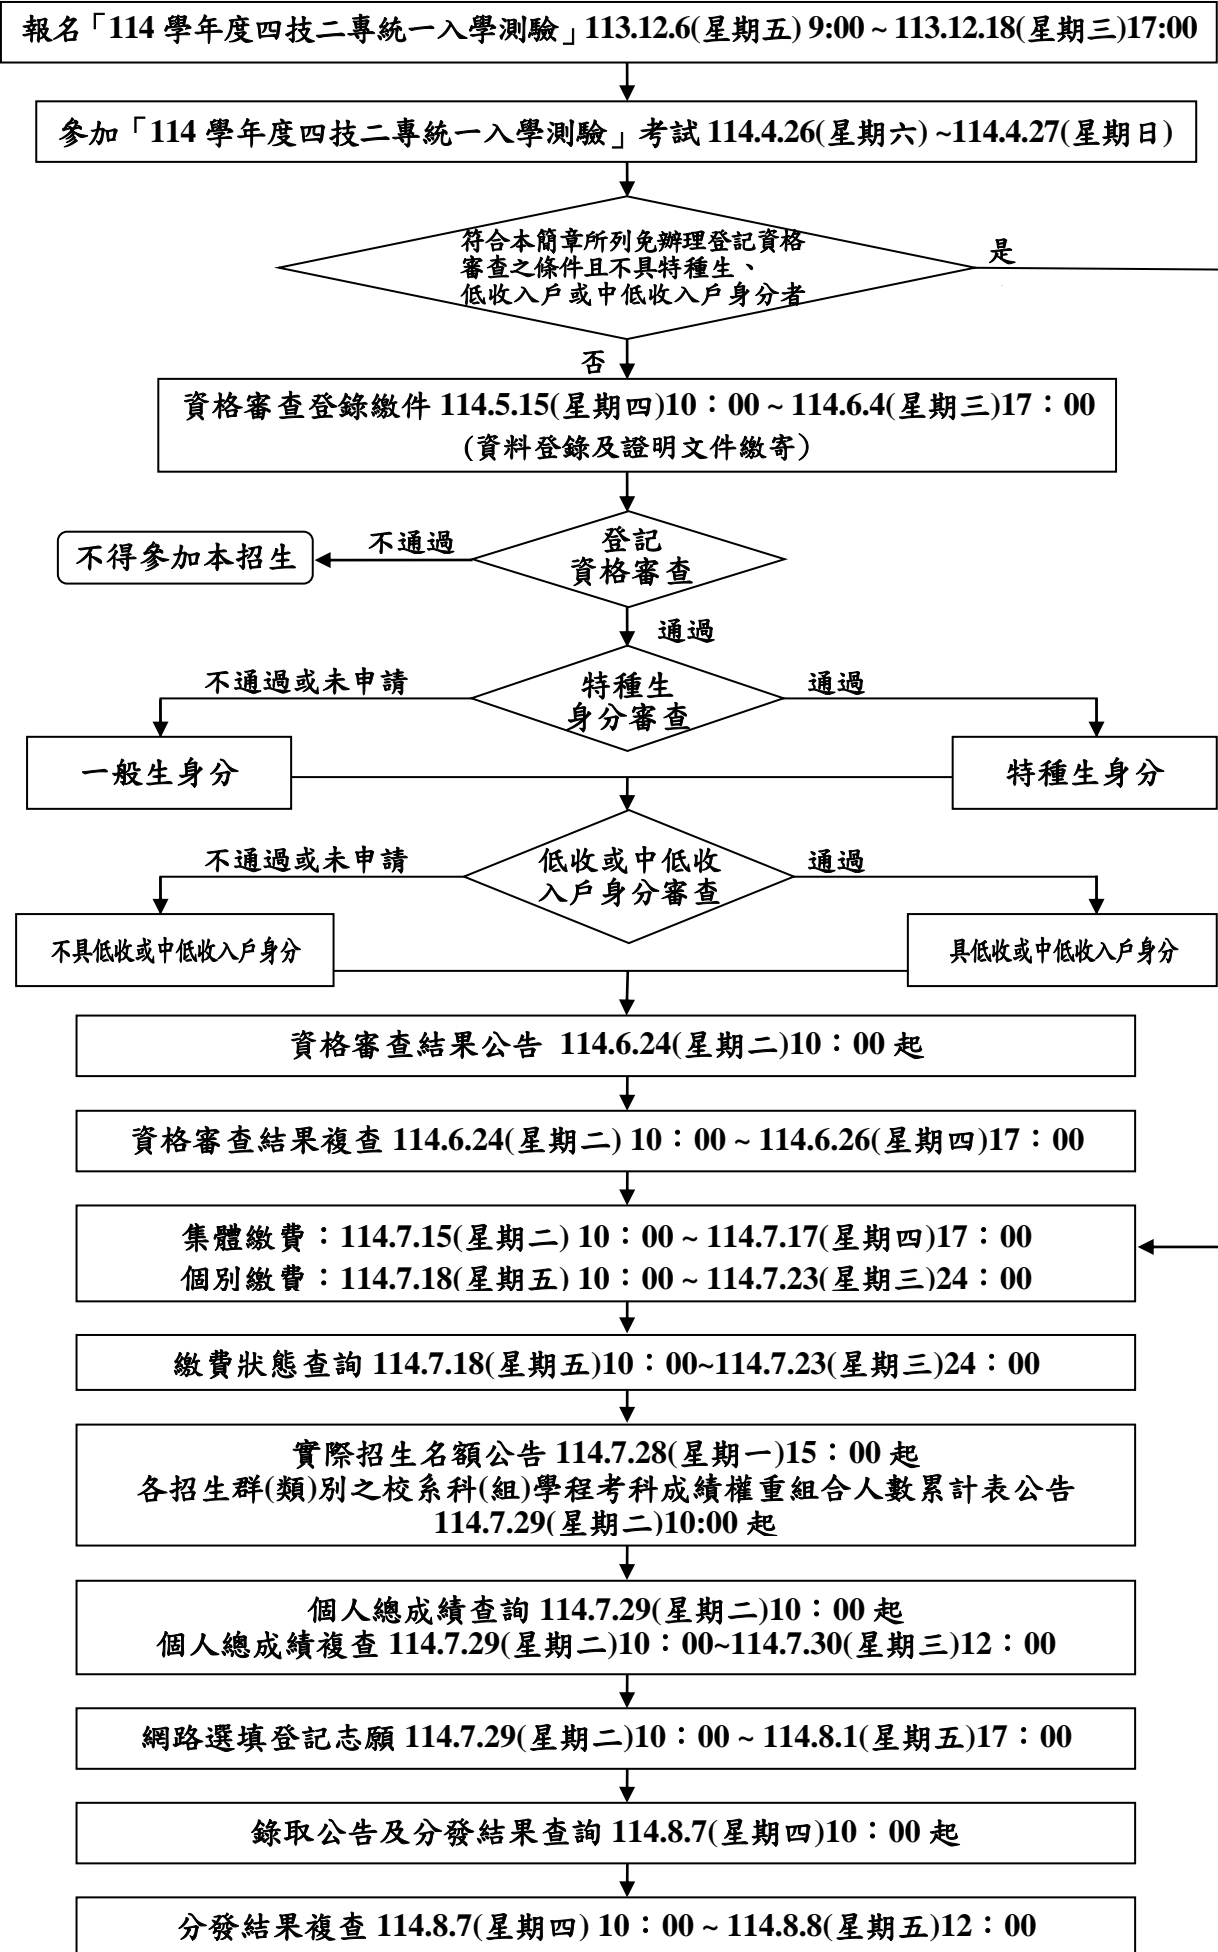 報名「114 學年度四技二專統一入學測驗」113.12.6(星期五) 9:00 ~ 113.12.18(星期三)17:00
參加「114 學年度四技二專統一入學測驗」考試 114.4.26(星期六) ~114.4.27(星期日)
符合本簡章所列免辦理登記資格
審查之條件且不具特種生、
低收入戶或中低收入戶身分者
是
否
資格審查登錄繳件 114.5.15(星期四)10：00 ~ 114.6.4(星期三)17：00
(資料登錄及證明文件繳寄)
登記
資格審查
不通過
不得參加本招生
通過
特種生
身分審查
不通過或未申請
通過
一般生身分
特種生身分
低收或中低收
入戶身分審查
不通過或未申請
通過
不具低收或中低收入戶身分
具低收或中低收入戶身分
資格審查結果公告 114.6.24(星期二)10：00 起
資格審查結果複查 114.6.24(星期二) 10：00 ~ 114.6.26(星期四)17：00
集體繳費：114.7.15(星期二) 10：00 ~ 114.7.17(星期四)17：00
個別繳費：114.7.18(星期五) 10：00 ~ 114.7.23(星期三)24：00
繳費狀態查詢 114.7.18(星期五)10：00~114.7.23(星期三)24：00
實際招生名額公告 114.7.28(星期一)15：00 起
各招生群(類)別之校系科(組)學程考科成績權重組合人數累計表公告
114.7.29(星期二)10:00 起
個人總成績查詢 114.7.29(星期二)10：00 起
個人總成績複查 114.7.29(星期二)10：00~114.7.30(星期三)12：00
網路選填登記志願 114.7.29(星期二)10：00 ~ 114.8.1(星期五)17：00
錄取公告及分發結果查詢 114.8.7(星期四)10：00 起
分發結果複查 114.8.7(星期四) 10：00 ~ 114.8.8(星期五)12：00